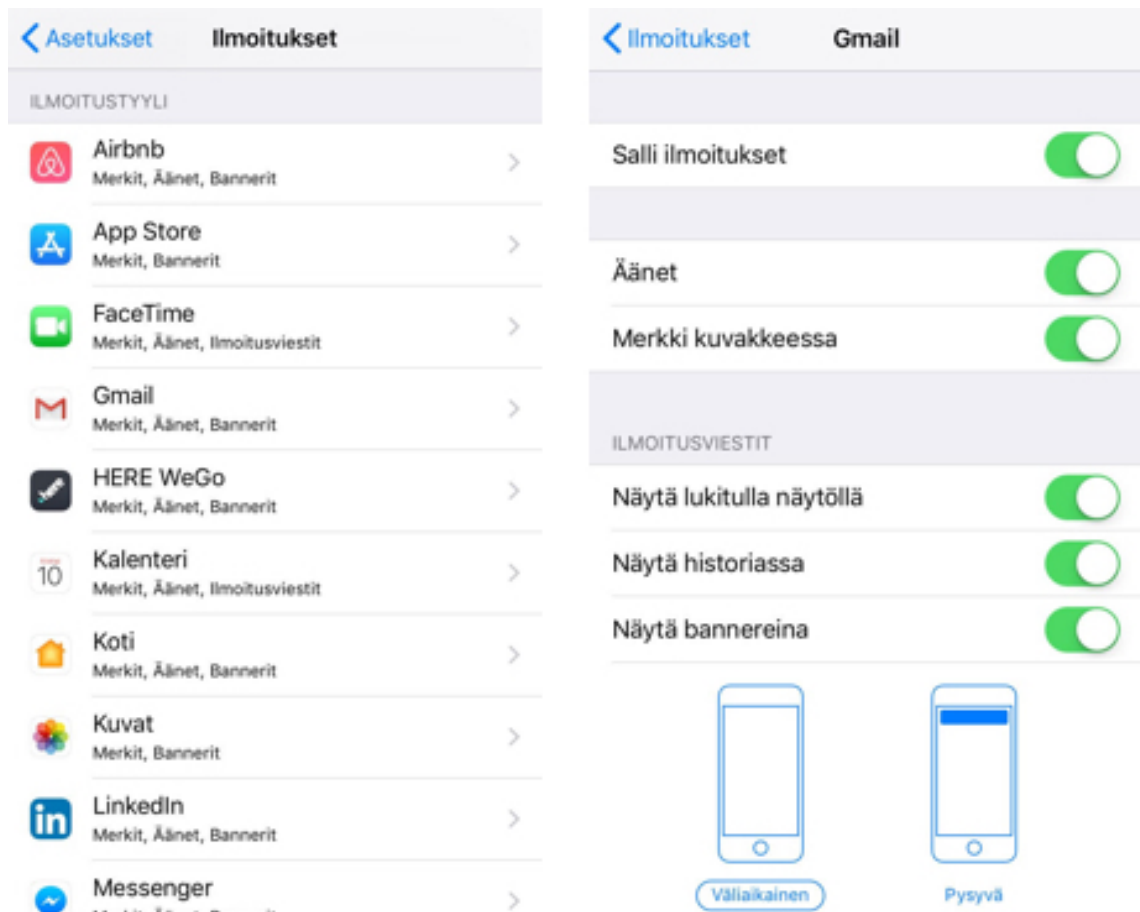 Asetukset
Ilmoitukset
ILMOITUSTYYLI
Airbnb
Merkit, Äänet, Bannerit
App Store
Merkit, Bannerit
FaceTime
Merkit, Äänet, Ilmoitusviestit
Gmail
Merkit, Äänet, Bannerit
HERE WeGo
Merkit, Äänet, Bannerit
10
Kalenteri
Merkit, Äänet, Ilmoitusviestit
Koti
Merkit, Äänet, Bannerit
Kuvat
Merkit, Bannerit
in
LinkedIn
Merkit, Äänet, Bannerit
Messenger
Ilmoitukset
Gmail
Salli ilmoitukset
Äänet
Merkki kuvakkeessa
ILMOITUSVIESTIT
Näytä lukitulla näytöllä
Näytä historiassa
Näytä bannereina
Väliaikainen
Pysyvä